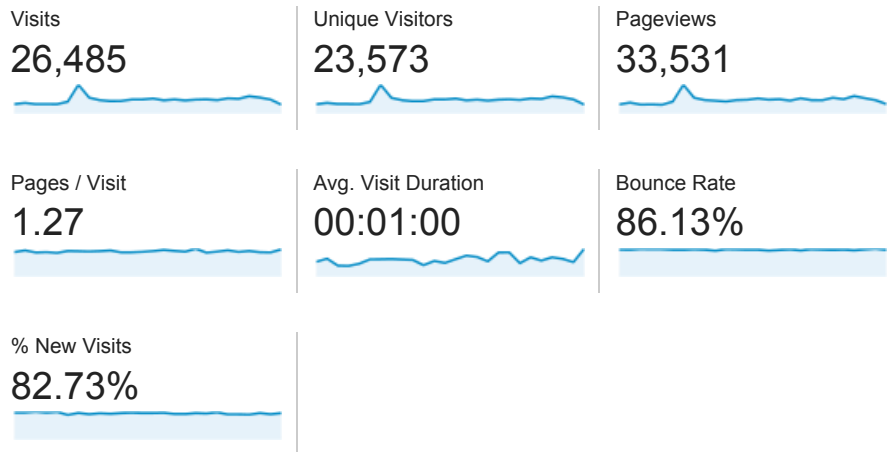 Visits
26,485
Unique Visitors
23,573
Pageviews
33,531
Pages / Visit
1.27
Avg. Visit Duration
00:01:00
Bounce Rate
86.13%
% New Visits
82.73%